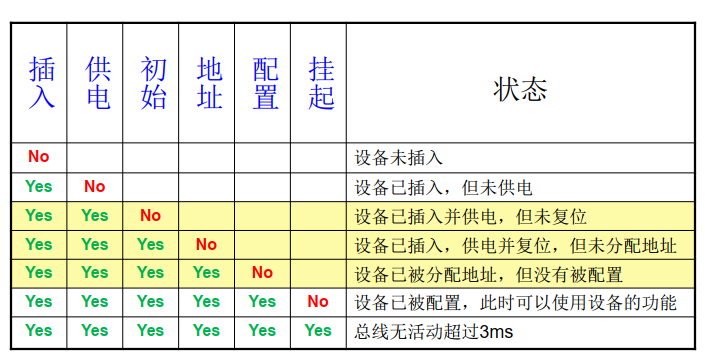 插入 供电 初始 地址 配置 挂起 状态
No 设备未插入
Yes No 设备已插入，但未供电
Yes Yes No 设备已插入并供电，但未复位
Yes Yes Yes No 设备已插入，供电并复位，但未分配地址
Yes Yes Yes Yes No 设备已被分配地址，但没有被配置
Yes Yes Yes Yes Yes No 设备已被配置，此时可以使用设备的功能
Yes Yes Yes Yes Yes Yes 总线无活动超过3ms